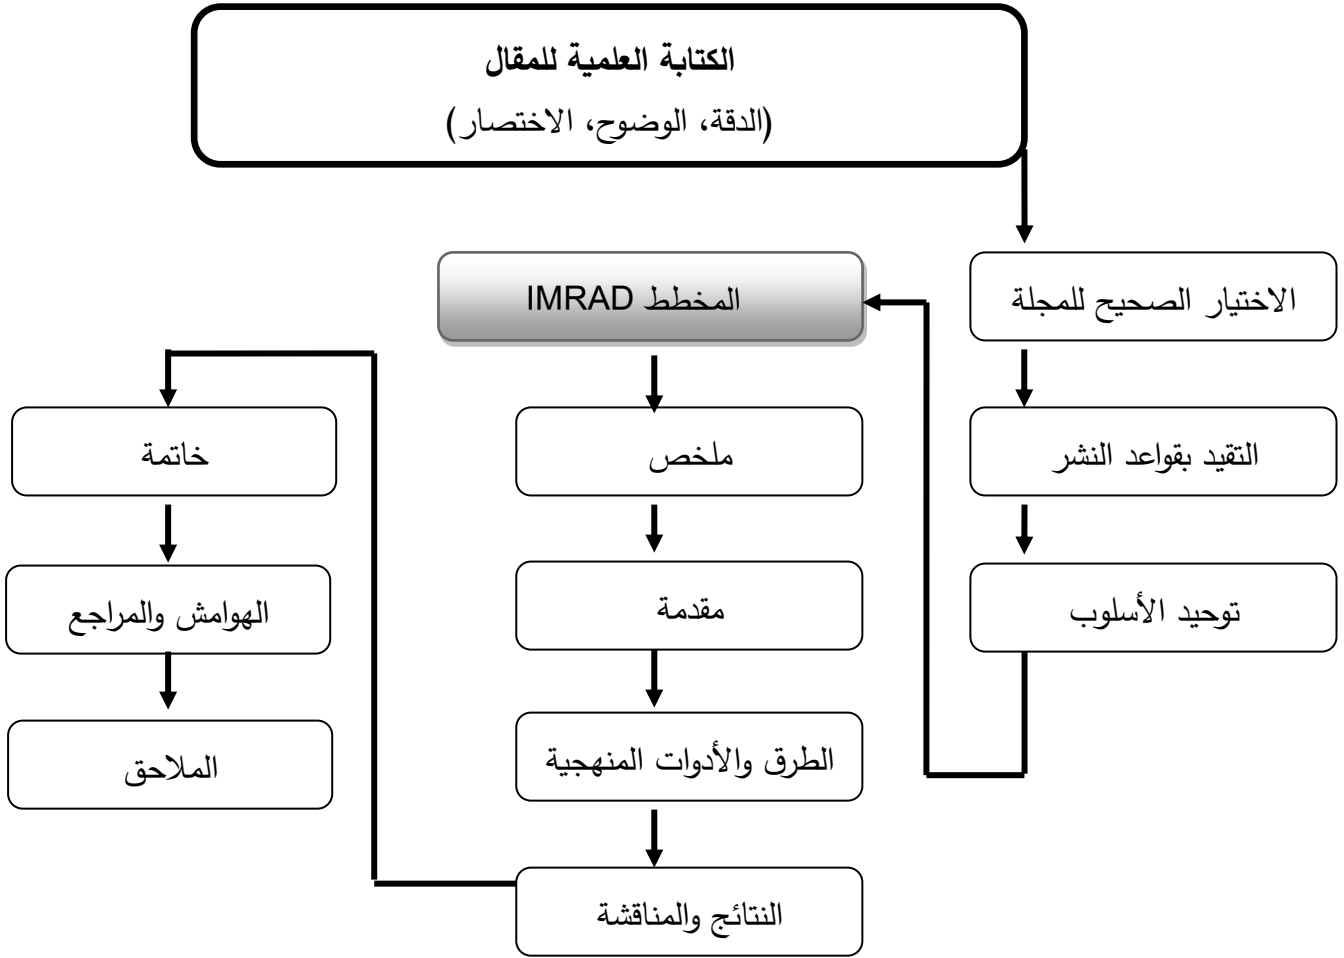 الكتابة العلمية للمقال
(الدقة، الوضوح، الاختصار)
الاختيار الصحيح للمجلة
التقيد بقواعد النشر
توحيد الأسلوب
المخطط IMRAD
ملخص
مقدمة
الطرق والأدوات المنهجية
النتائج والمناقشة
خاتمة
الهوامش والمراجع
الملاحق